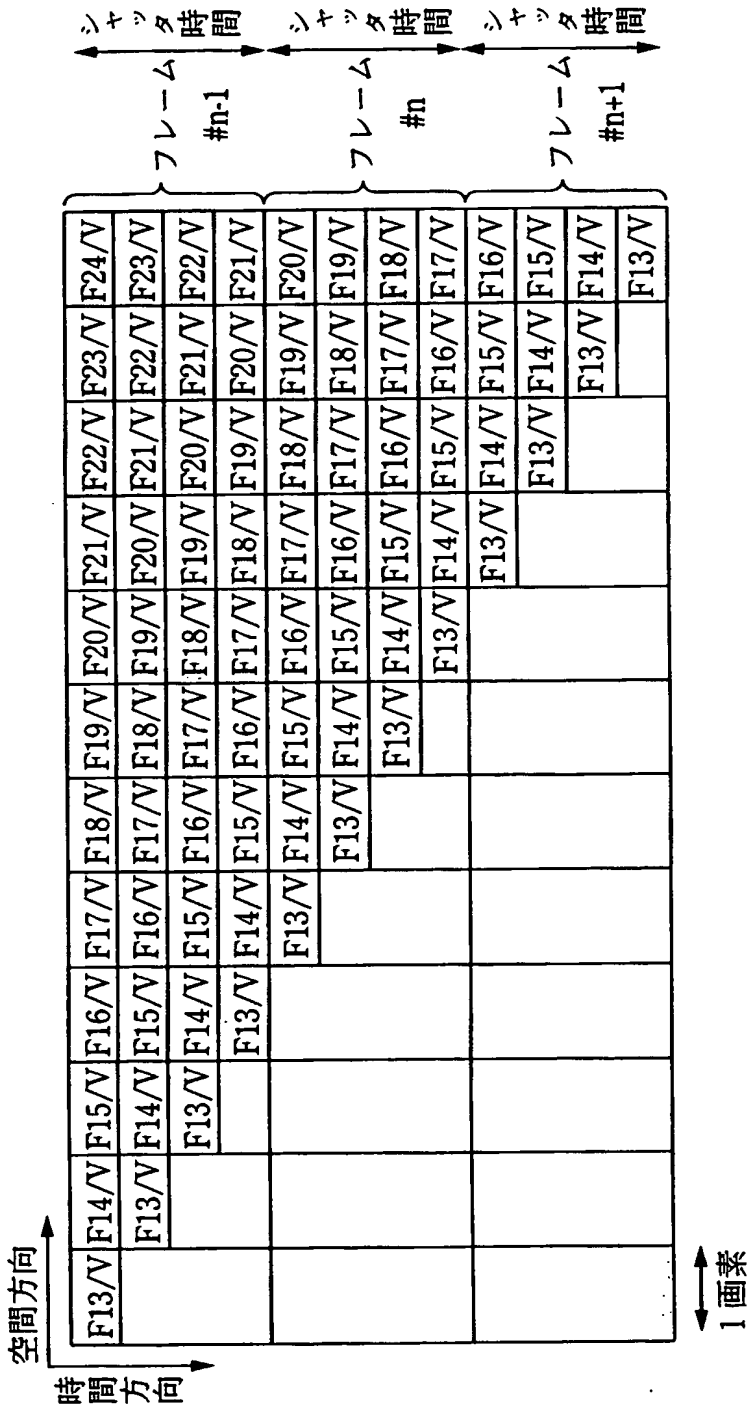 空間方向
時間方向
F13/V F14/V F15/V F16/V F17/V F18/V F19/V F20/V F21/V F22/V F23/V F24/V
F13/V F14/V F15/V F16/V F17/V F18/V F19/V F20/V F21/V F22/V F23/V
F13/V F14/V F15/V F16/V F17/V F18/V F19/V F20/V F21/V F22/V
F13/V F14/V F15/V F16/V F17/V F18/V F19/V F20/V F21/V
フレーム
#n-1
シャッタ
時間
F13/V F14/V F15/V F16/V F17/V F18/V F19/V F20/V
F13/V F14/V F15/V F16/V F17/V F18/V F19/V
F13/V F14/V F15/V F16/V F17/V F18/V
F13/V F14/V F15/V F16/V F17/V
フレーム
#n
シャッタ
時間
F13/V F14/V F15/V F16/V
F13/V F14/V F15/V
F13/V F14/V
F13/V
フレーム
#n+1
シャッタ
時間
1画素